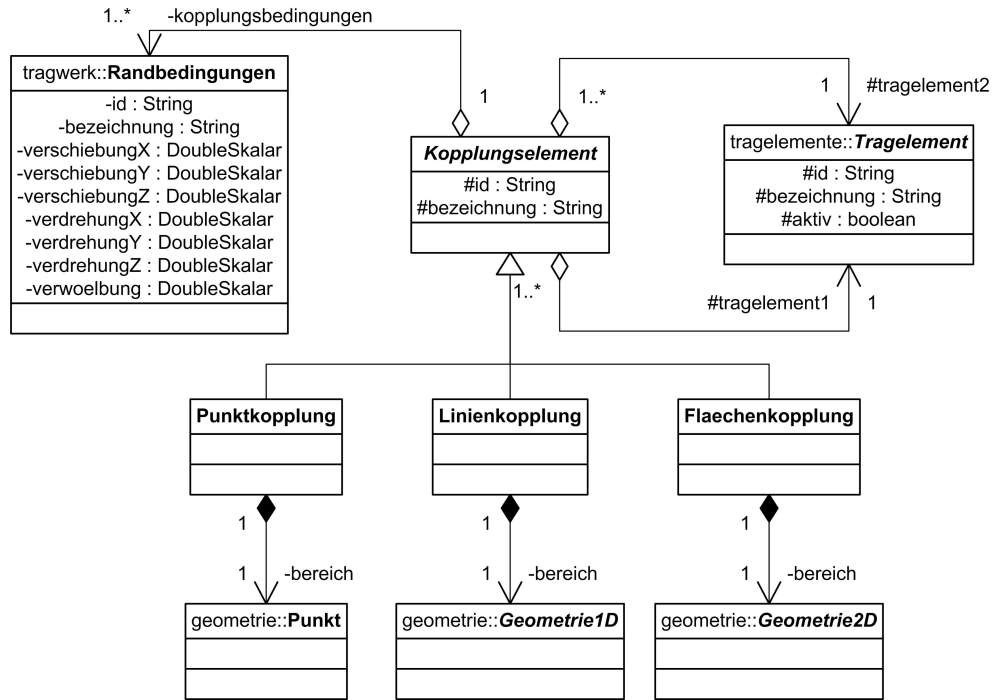 1..* -kopplungsbedingungen
tragwerk::Randbedingungen
-id : String
-bezeichnung : String
-verschiebungX : DoubleSkalar
-verschiebungY : DoubleSkalar
-verschiebungZ : DoubleSkalar
-verdrehungX : DoubleSkalar
-verdrehungY : DoubleSkalar
-verdrehungZ : DoubleSkalar
-verwoelbung : DoubleSkalar
1
1..*
Kopplungselement
#id : String
#bezeichnung : String
1..*
1 #tragelement2
tragelemente::Tragelement
#id : String
#bezeichnung : String
#aktiv : boolean
#tragelement1 1
Punktkopplung
Linienkopplung
Flaechenkopplung
1
1
1
1 -bereich
1 -bereich
1 -bereich
geometrie::Punkt
geometrie::Geometrie1D
geometrie::Geometrie2D